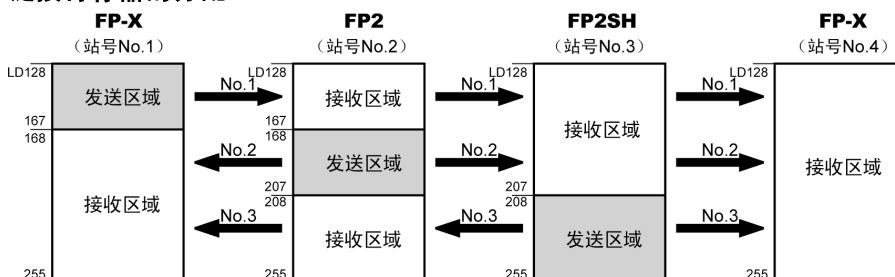 FP-X FP2 FP2SH FP-X
（站号No.1） （站号No.2） （站号No.3） （站号No.4）
LD128 LD128 LD128 LD128
No.1 No.1 No.1
发送区域 接收区域
167 167
168 168
接收区域
No.2 No.2 No.2
发送区域 接收区域
207 207
208 208
接收区域
No.3 No.3 No.3
接收区域 发送区域
255 255 255 255